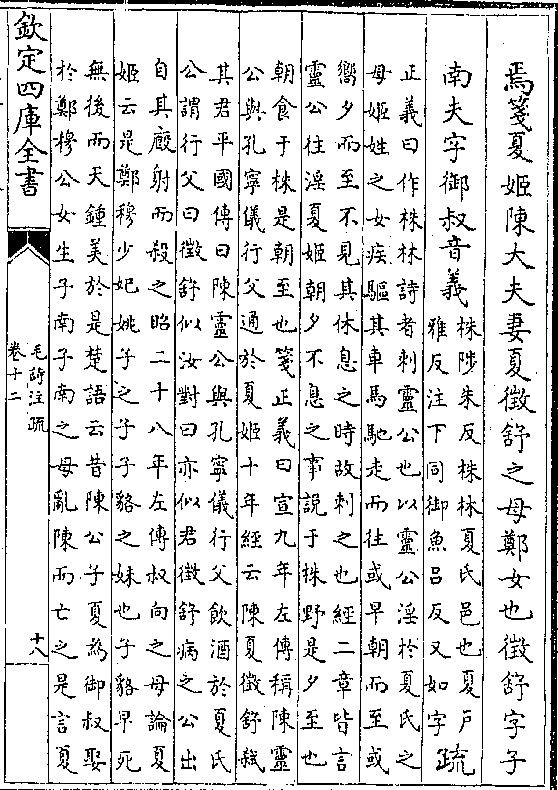 焉箋夏姬陳大夫妻夏徵舒之母鄭女也徵舒字子
南夫字御叔音義
株陟朱反株林夏氏邑也夏戶
雅反注下同御魚呂反又如字
疏
正義曰作株林詩者刺靈公也以靈公淫於夏氏之
母姬姓之女疾驅其車馬馳走而往或早朝而至或
嚮夕而至不見其休息之時故刺之也經二章皆言
靈公往淫夏姬朝夕不息之事說于株野是夕至也
朝食于株是朝至也箋正義曰宣九年左傳稱陳靈
公與孔寧儀行父通於夏姬十年經云陳夏徵舒弒
其君平國傳曰陳靈公與孔寧儀行父飲酒於夏氏
公謂行父曰徵舒似汝對曰亦似君徵舒病之公出
自其廄射而殺之昭二十八年左傳叔向之母論夏
姬云是鄭穆少妃姚子之子子貉之妹也子貉早死
無後而天鍾美於是楚語云昔陳公子夏為御叔娶
於鄭穆公女生子南子南之母亂陳而亡之是言夏
欽定四庫全書
毛詩注疏
卷十二
十八